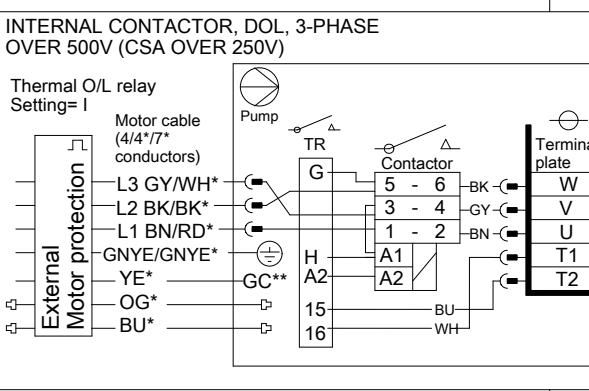 INTERNAL CONTACTOR, DOL, 3-PHASE
OVER 500V (CSA OVER 250V)
Thermal O/L relay
Setting= I
Motor cable
(4/4*/7*
conductors)
Pump
TR
Contactor
Termina
plate
External
Motor protection
L3 GY/WH*
L2 BK/BK*
L1 BN/RD*
GNYE/GNYE*
YE*
OG*
BU*
GC**
G
H
A2
15
16
5 - 6
3 - 4
1 - 2
A1
A2
BK
GY
BN
BU
WH
W
V
U
T1
T2